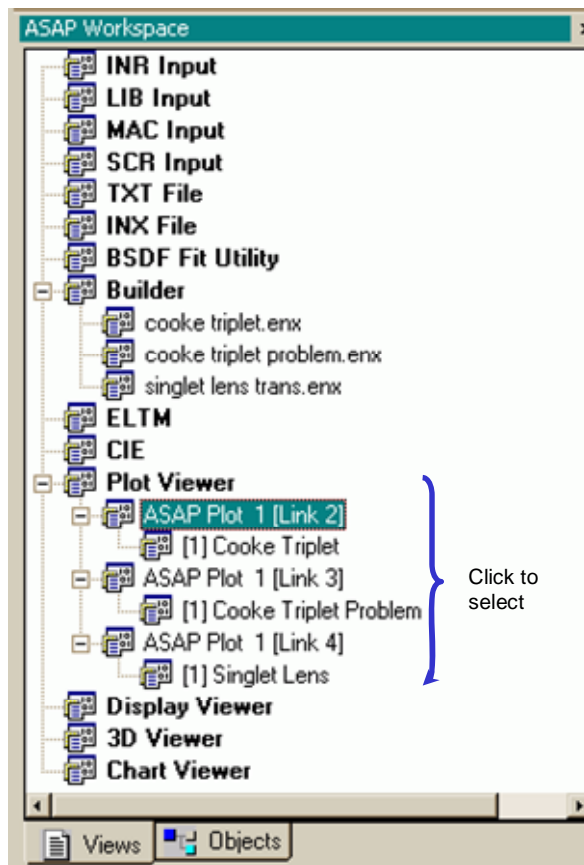 ASAP Workspace
INR Input
LIB Input
MAC Input
SCR Input
TXT File
INX File
BSDF Fit Utility
Builder
cooke triplet.enx
cooke triplet problem.enx
singlet lens trans.enx
ELTM
CIE
Plot Viewer
ASAP Plot 1 [Link 2]
[1] Cooke Triplet
ASAP Plot 1 [Link 3]
[1] Cooke Triplet Problem
ASAP Plot 1 [Link 4]
[1] Singlet Lens
Click to
select
Display Viewer
3D Viewer
Chart Viewer
Views Objects